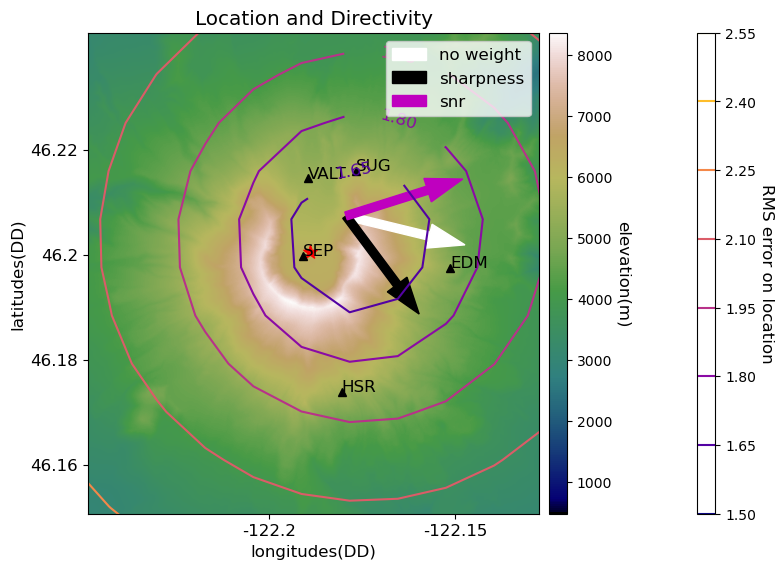 Location and Directivity
no weight
sharpness
snr
1.80
1.65
VALT
SUG
SEP
EDM
HSR
46.22
46.2
46.18
46.16
latitudes(DD)
-122.2
-122.15
longitudes(DD)
8000
7000
6000
5000
4000
3000
2000
1000
elevation(m)
2.55
2.40
2.25
2.10
1.95
1.80
1.65
1.50
RMS error on location